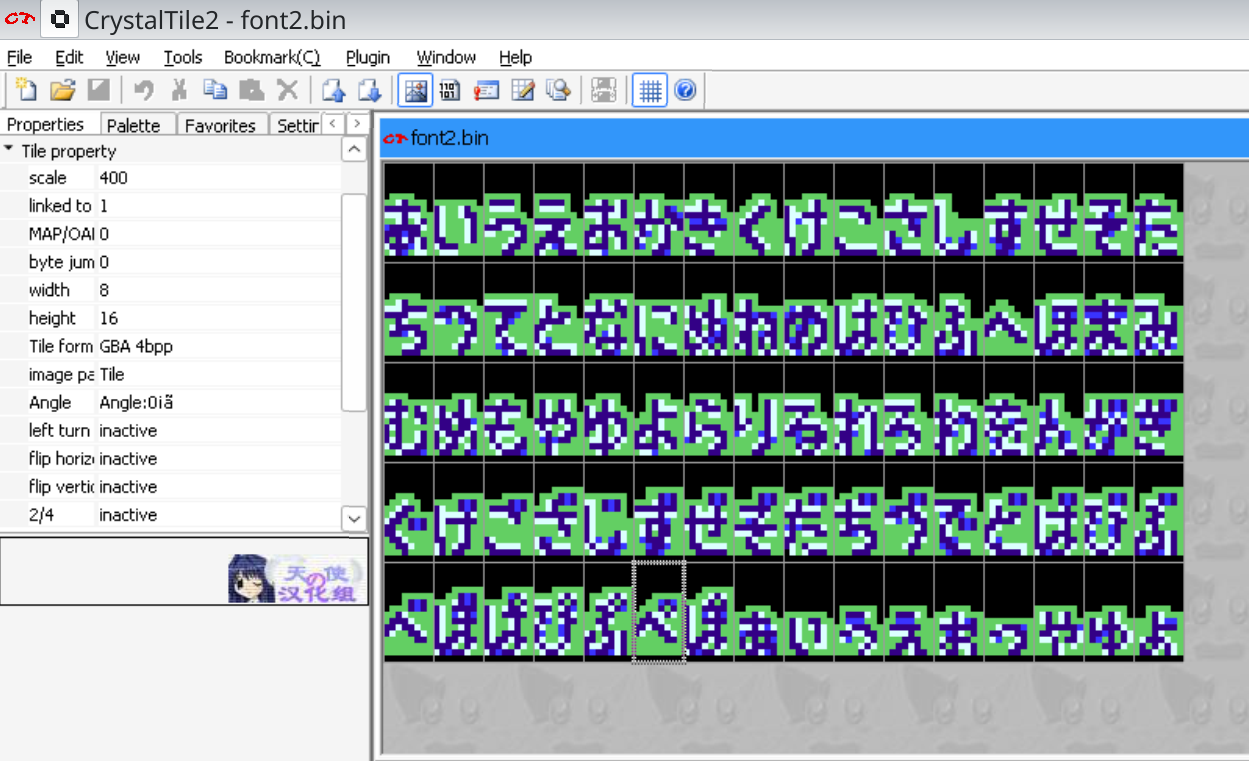 CrystalTile2 - font2.bin
File Edit View Tools Bookmark(C) Plugin Window Help
Properties Palette Favorites Settir
Tile property
scale 400
linked to 1
MAP/OAI 0
byte jum 0
width 8
height 16
Tile form GBA 4bpp
image pa Tile
Angle Angle:0iã
left turn inactive
flip horiz inactive
flip vertic inactive
2/4 inactive
天使の汉化组
font2.bin
あいうえおかきくけこさしすせそた
ちつてとなにぬねのはひふへほまみ
むめもやゆよらりるれろわをんがぎ
ぐげござじずぜぞだぢづでどばびぶ
べぼぱぴぷぺぽぁぃぅぇぉっゃゅょ